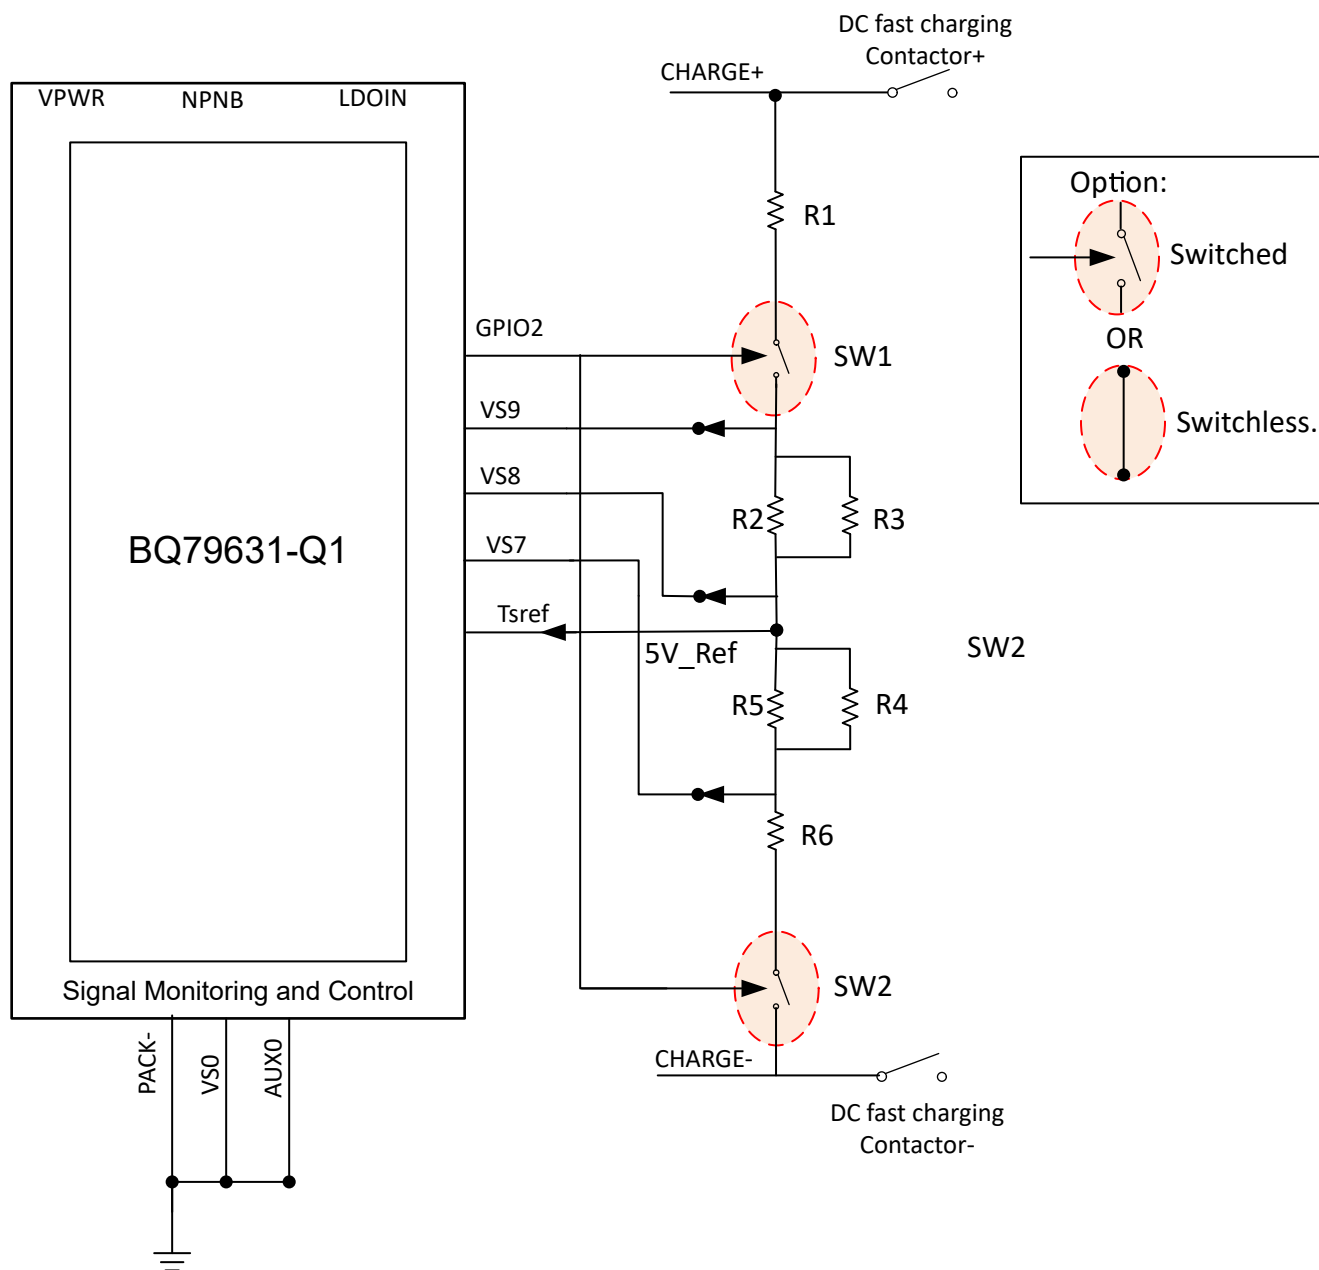 DC fast charging
Contactor+
CHARGE+
VPWR
NPNB
LDOIN
Option:
R1
Switched
GPIO2
SW1
OR
VS9
Switchless.
VS8
R2
R3
VS7
BQ79631-Q1
Tsref
5V_Ref
SW2
R5
R4
R6
Signal Monitoring and Control
SW2
PACK-
VS0
AUX0
CHARGE-
DC fast charging
Contactor-